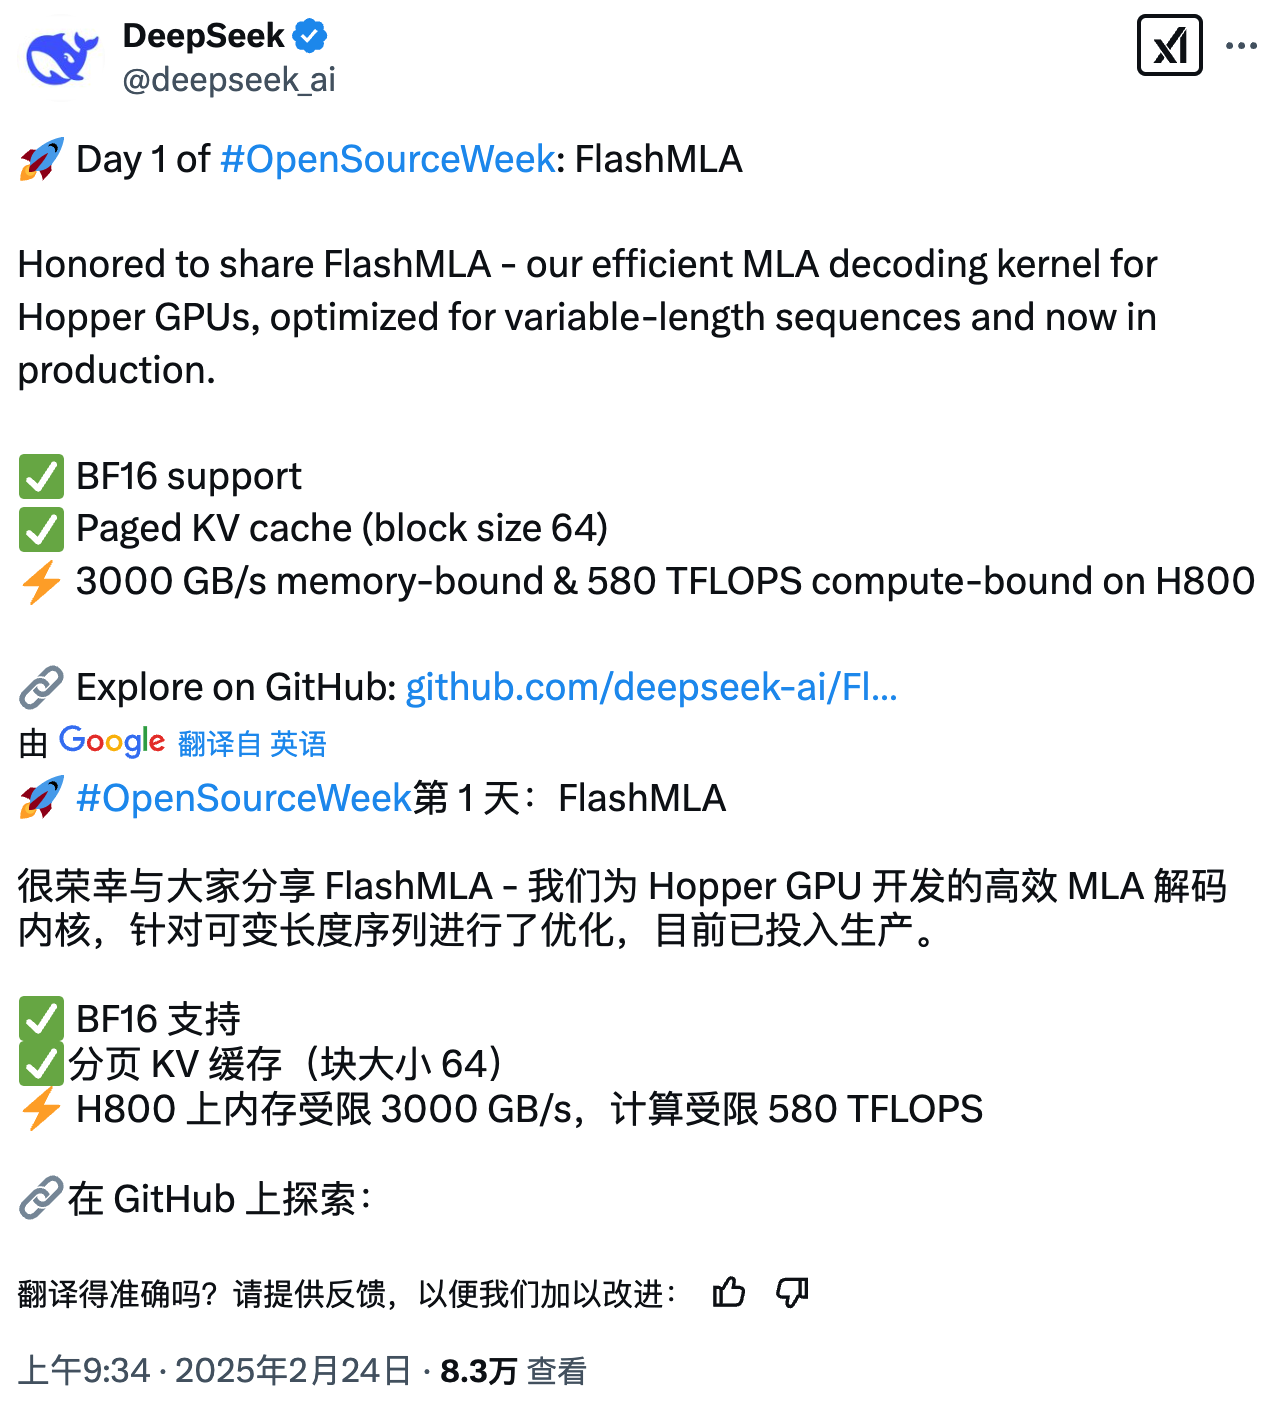 DeepSeek
@deepseek_ai
🚀 Day 1 of #OpenSourceWeek: FlashMLA
Honored to share FlashMLA - our efficient MLA decoding kernel for
Hopper GPUs, optimized for variable-length sequences and now in
production.
✅ BF16 support
✅ Paged KV cache (block size 64)
⚡ 3000 GB/s memory-bound & 580 TFLOPS compute-bound on H800
🔗 Explore on GitHub: github.com/deepseek-ai/Fl…
由 Google 翻译自 英语
🚀 #OpenSourceWeek第 1 天：FlashMLA
很荣幸与大家分享 FlashMLA - 我们为 Hopper GPU 开发的高效 MLA 解码
内核，针对可变长度序列进行了优化，目前已投入生产。
✅ BF16 支持
✅分页 KV 缓存（块大小 64）
⚡ H800 上内存受限 3000 GB/s，计算受限 580 TFLOPS
🔗在 GitHub 上探索：
翻译得准确吗？请提供反馈，以便我们加以改进：
上午9:34 · 2025年2月24日 · 8.3万 查看